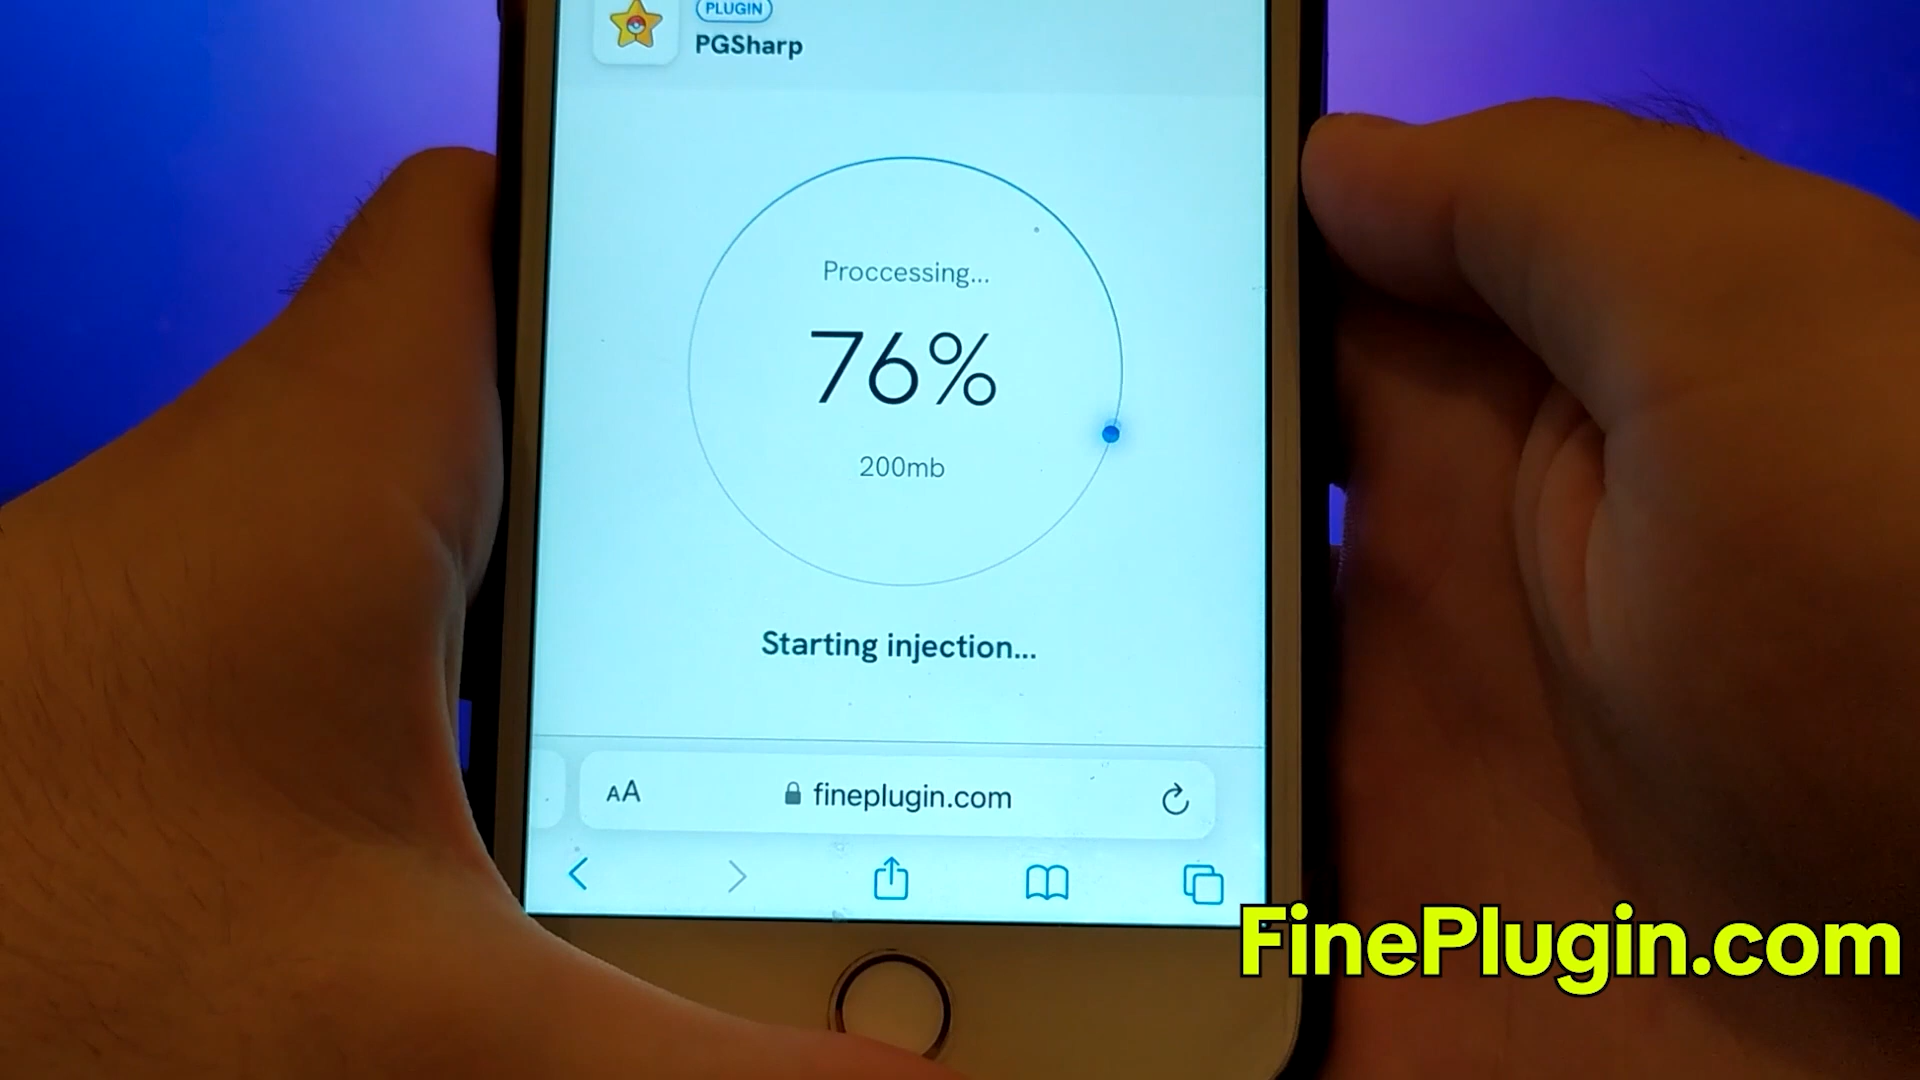 PLUGIN
PGSharp
Proccessing...
76%
200mb
Starting injection...
AA
fineplugin.com
FinePlugin.com